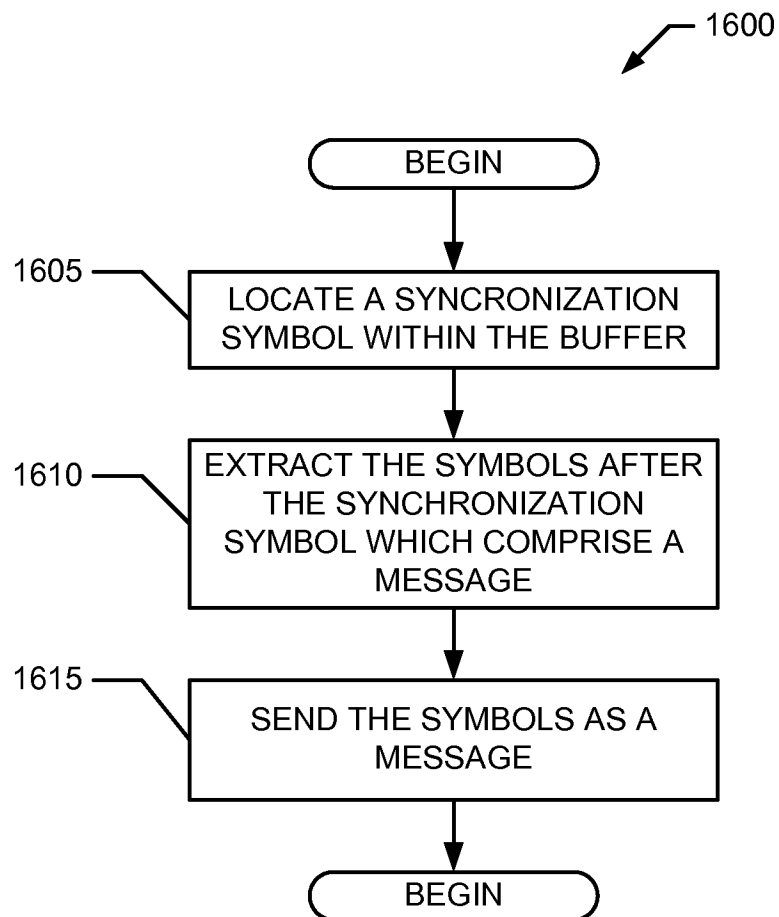 1600
BEGIN
1605
LOCATE A SYNCRONIZATION
SYMBOL WITHIN THE BUFFER
1610
EXTRACT THE SYMBOLS AFTER
THE SYNCHRONIZATION
SYMBOL WHICH COMPRISE A
MESSAGE
1615
SEND THE SYMBOLS AS A
MESSAGE
BEGIN